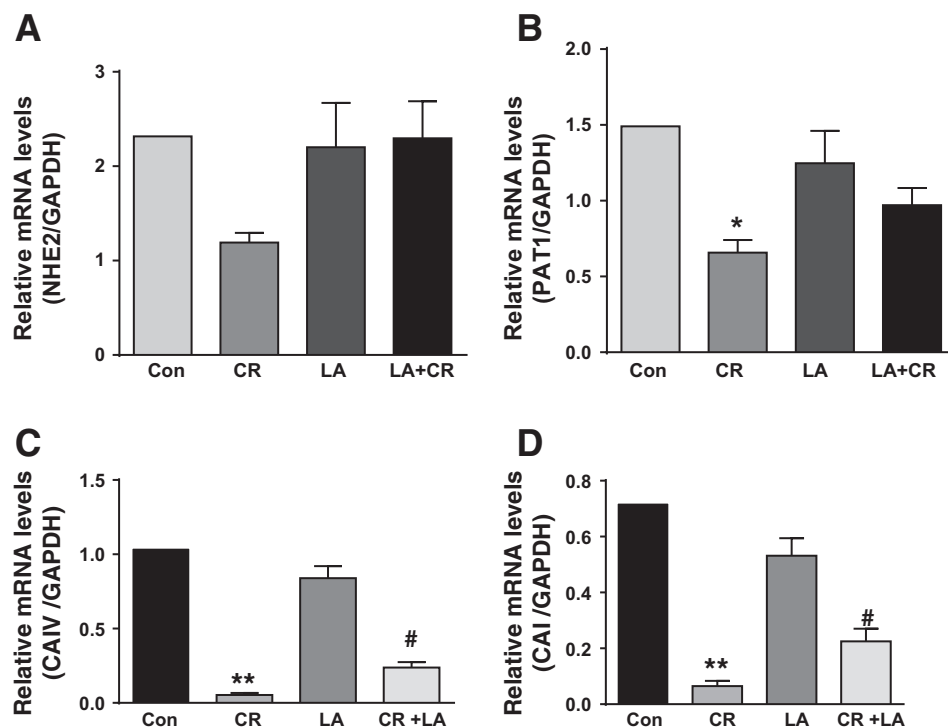 A
Relative mRNA levels
(NHE2/GAPDH)
3
2
1
0
Con CR LA LA+CR
B
Relative mRNA levels
(PAT1/GAPDH)
2.0
1.5
1.0
0.5
0.0
*
Con CR LA LA+CR
C
Relative mRNA levels
(CAIV /GAPDH)
1.5
1.0
0.5
0.0
**
#
Con CR LA CR +LA
D
Relative mRNA levels
(CAI /GAPDH)
0.8
0.6
0.4
0.2
0.0
**
#
Con CR LA CR +LA